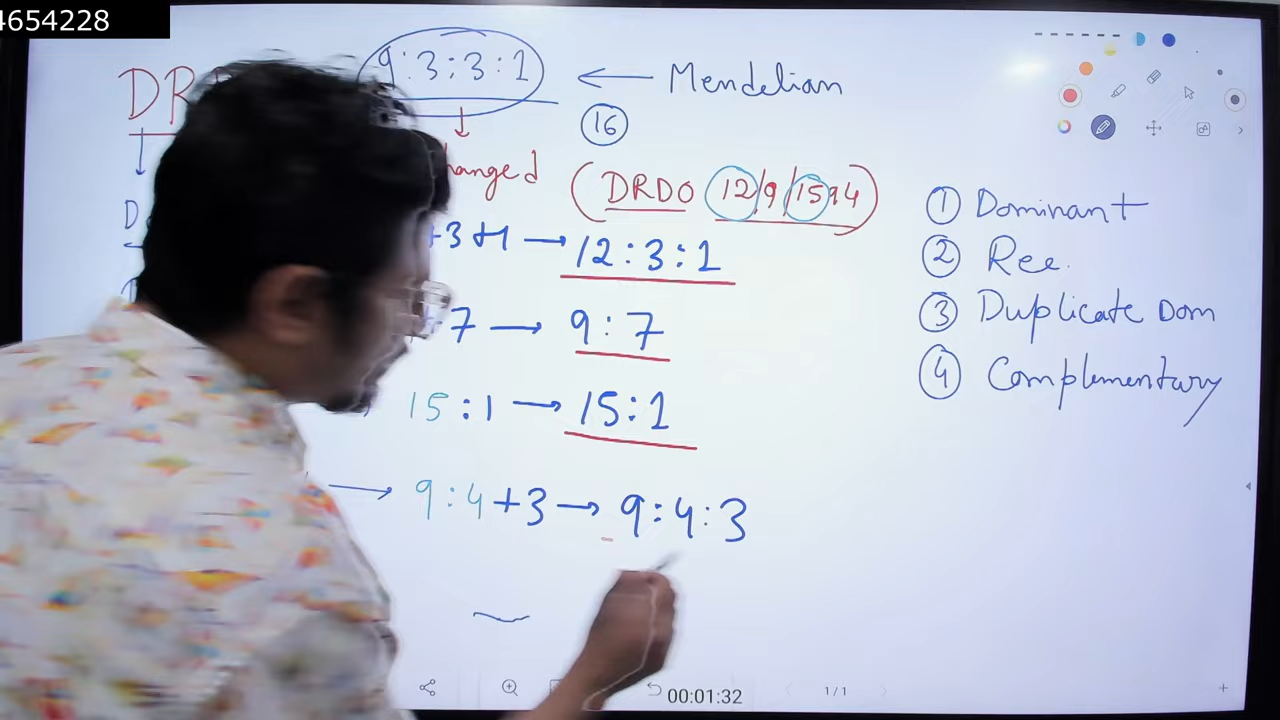 4654228
DR
9:3:3:1 ← Mendelian
16
hanged
(DRDO 12/9/15/94)
D
+3+1 → 12:3:1
7 → 9:7
15:1 → 15:1
→ 9:4+3 → 9:4:3
① Dominant
② Rec.
③ Duplicate Dom
④ Complementary
00:01:32
1/1